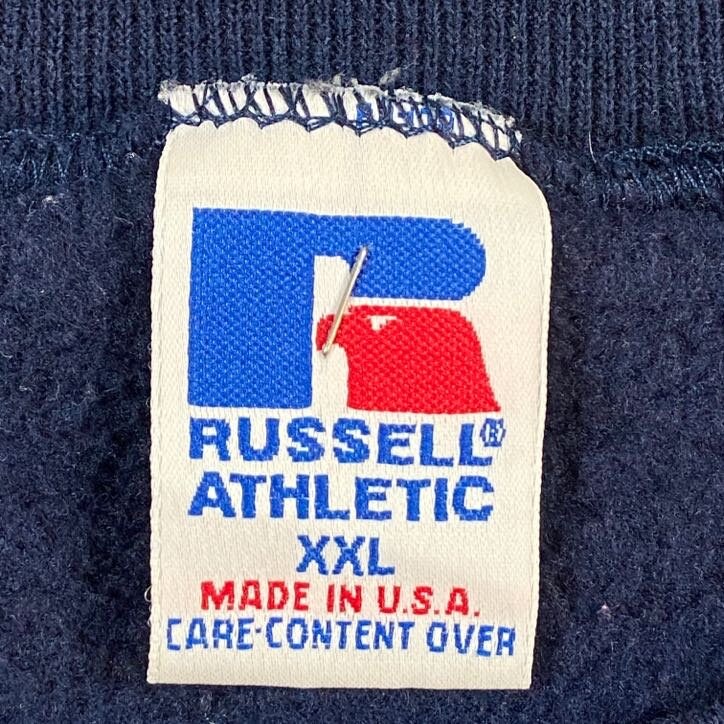 RUSSELL®
ATHLETIC
XXL
MADE IN U.S.A.
CARE-CONTENT OVER